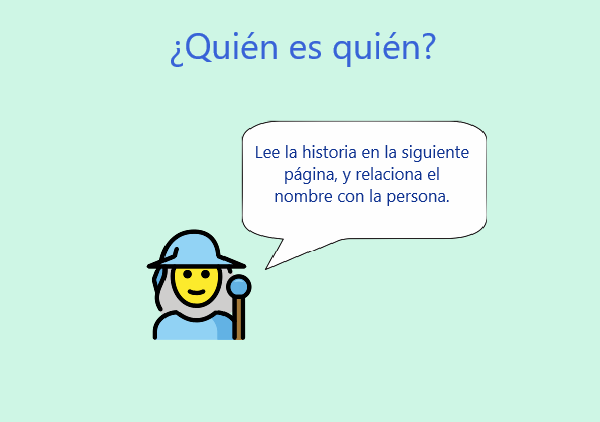 ¿Quién es quién?
Lee la historia en la siguiente
página, y relaciona el
nombre con la persona.